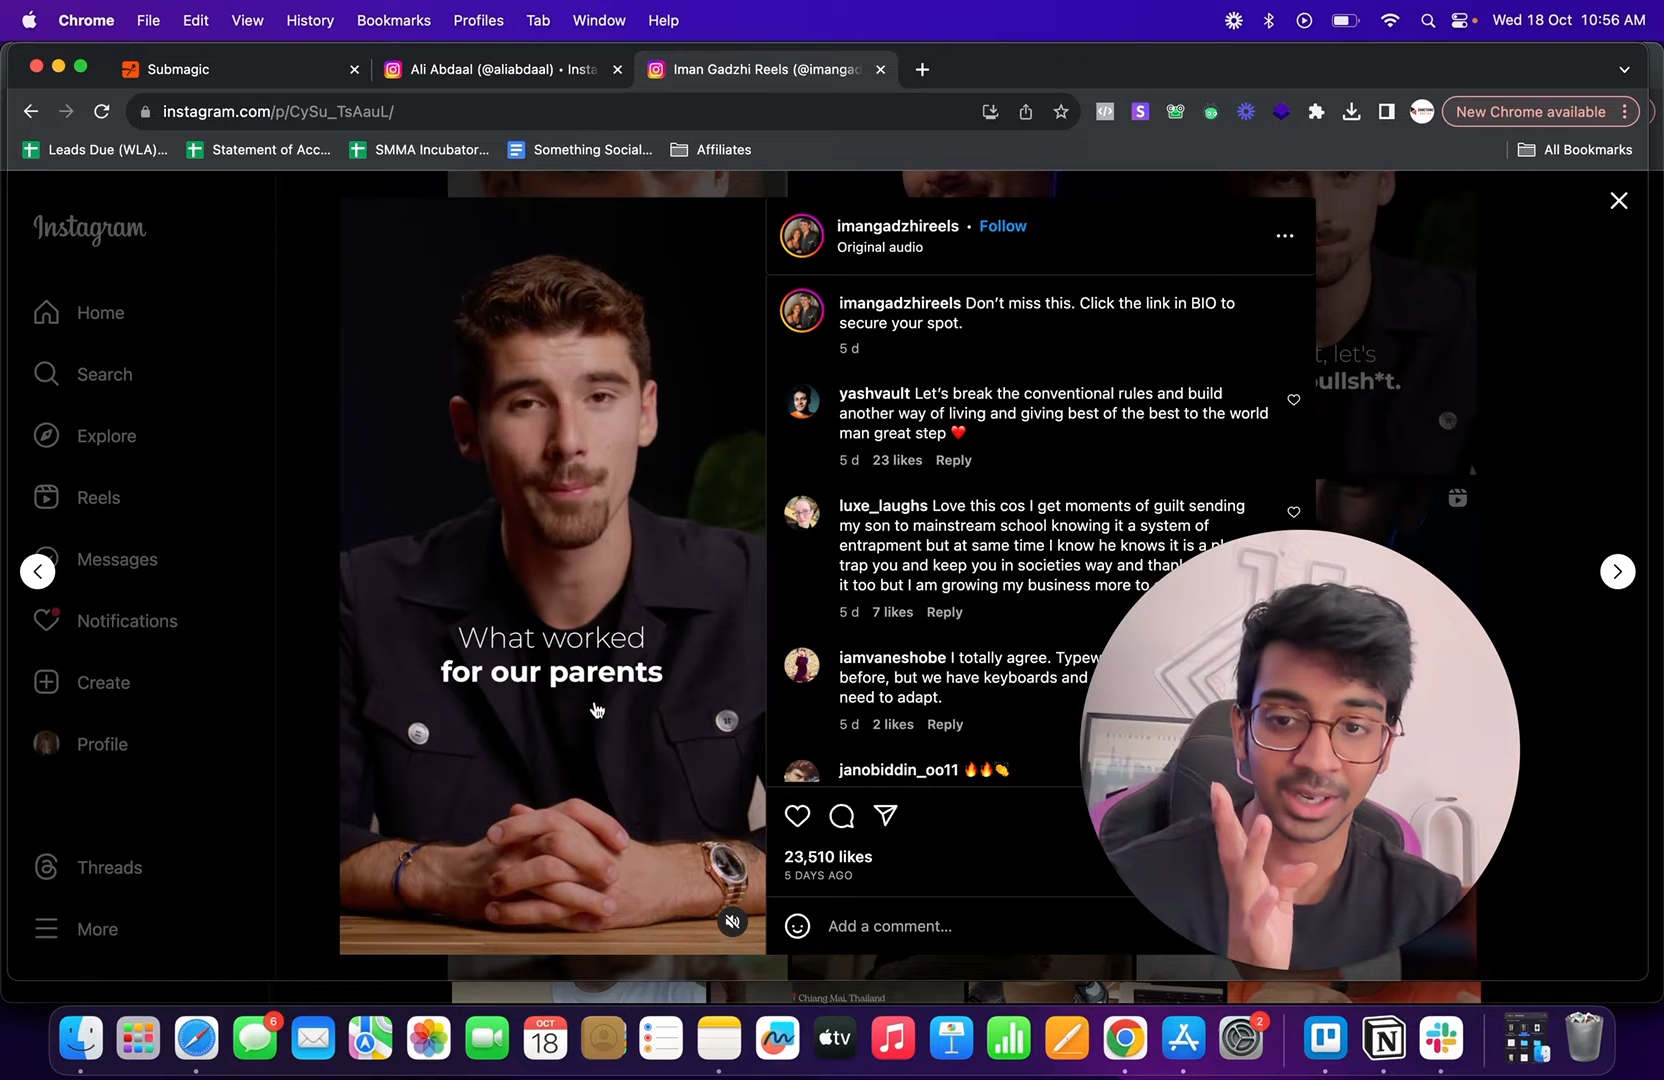 Chrome File Edit View History Bookmarks Profiles Tab Window Help
Wed 18 Oct 10:56 AM
Submagic
Ali Abdaal (@aliabdaal) • Insta
Iman Gadzhi Reels (@imangad
instagram.com/p/CySu_TsAauL/
New Chrome available
Leads Due (WLA)...
Statement of Acc...
SMMA Incubator...
Something Social...
Affiliates
All Bookmarks
Instagram
Home
Search
Explore
Reels
Messages
Notifications
Create
Profile
Threads
More
What worked
for our parents
imangadzhireels • Follow
Original audio
imangadzhireels Don't miss this. Click the link in BIO to
secure your spot.
5 d
yashvault Let's break the conventional rules and build
another way of living and giving best of the best to the world
man great step ❤️
5 d 23 likes Reply
luxe_laughs Love this cos I get moments of guilt sending
my son to mainstream school knowing it a system of
entrapment but at same time I know he knows it is a
trap you and keep you in societies way and
it too but I am growing my business more to
5 d 7 likes Reply
iamvaneshobe I totally agree.
before, but we have keyboards and
need to adapt.
5 d 2 likes Reply
janobiddin_oo11 🔥🔥👏
23,510 likes
5 DAYS AGO
Add a comment...
let's
bullsh*t.
Chiang Mai, Thailand
6
OCT
18
tv
2